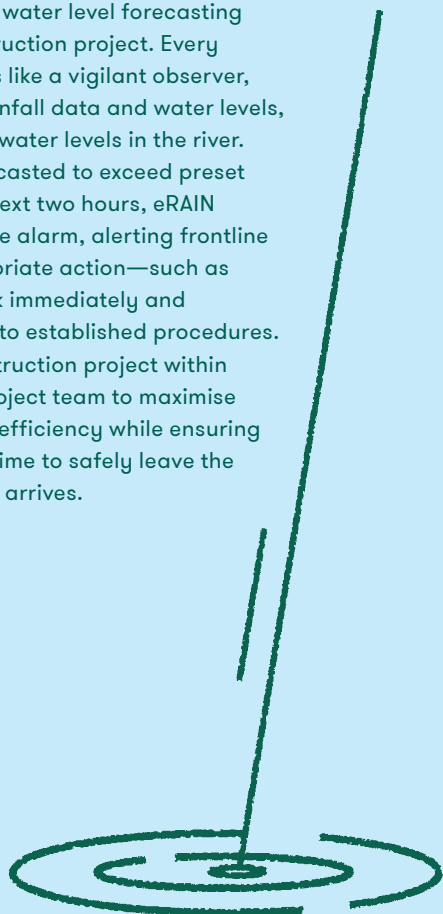 water level forecasting
ruction project. Every
s like a vigilant observer,
nfall data and water levels,
water levels in the river.
casted to exceed preset
ext two hours, eRAIN
e alarm, alerting frontline
priate action—such as
immediately and
to established procedures.
truction project within
oject team to maximise
efficiency while ensuring
ime to safely leave the
arrives.